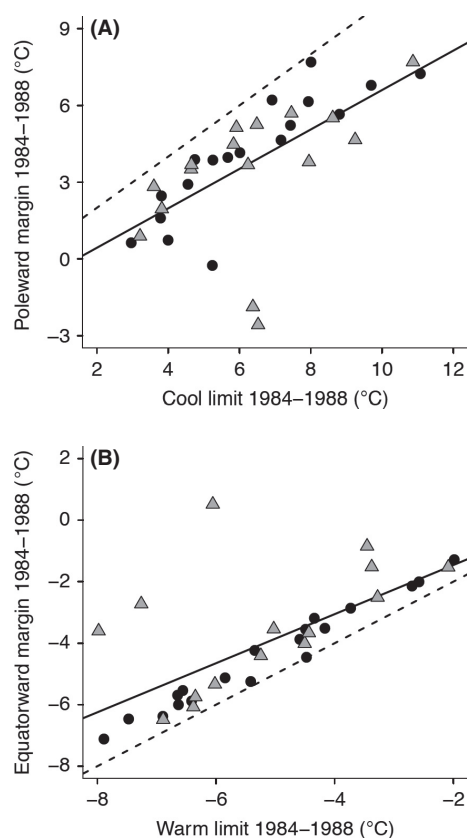 (A)
Poleward margin 1984–1988 (°C)
9
6
3
0
−3
2 4 6 8 10 12
Cool limit 1984–1988 (°C)
(B)
Equatorward margin 1984–1988 (°C)
2
0
−2
−4
−6
−8
−8 −6 −4 −2
Warm limit 1984–1988 (°C)